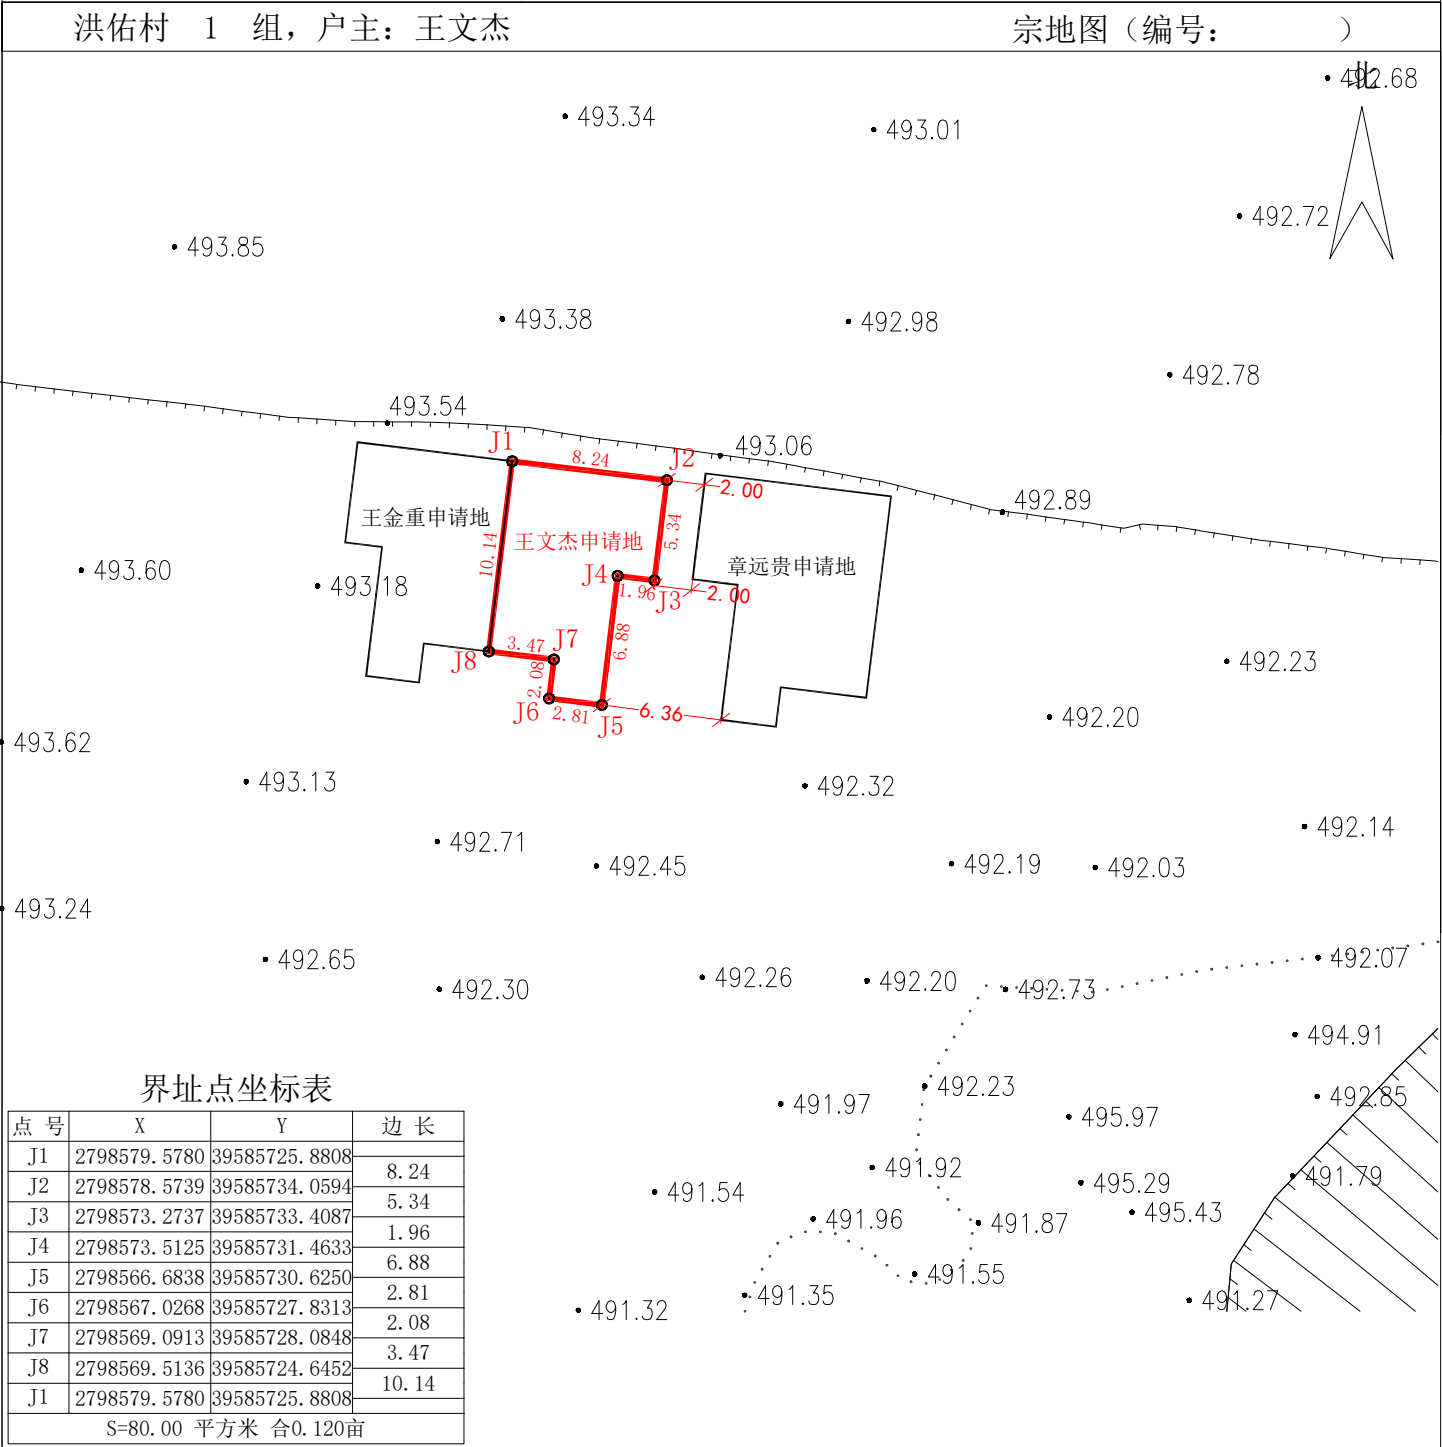 洪佑村 1 组，户主：王文杰
宗地图（编号： ）
北
492.68
493.34
493.01
492.72
493.85
493.38
492.98
492.78
493.54
493.06
J1
8.24
J2
2.00
492.89
王金重申请地
10.14
王文杰申请地
5.34
章远贵申请地
493.60
493.18
J4
1.96
J3
2.00
6.88
J8
3.47
J7
2.08
J6
2.81
J5
6.36
492.23
492.20
493.62
493.13
492.32
492.14
492.71
492.45
492.19
492.03
493.24
492.65
492.30
492.26
492.20
492.73
492.07
494.91
492.23
492.85
491.97
495.97
491.92
491.79
491.54
495.29
491.96
491.87
495.43
491.55
491.35
491.32
491.27
界址点坐标表
点 号 X Y 边 长
J1 2798579.5780 39585725.8808
8.24
J2 2798578.5739 39585734.0594
5.34
J3 2798573.2737 39585733.4087
1.96
J4 2798573.5125 39585731.4633
6.88
J5 2798566.6838 39585730.6250
2.81
J6 2798567.0268 39585727.8313
2.08
J7 2798569.0913 39585728.0848
3.47
J8 2798569.5136 39585724.6452
10.14
J1 2798579.5780 39585725.8808
S=80.00 平方米 合0.120亩